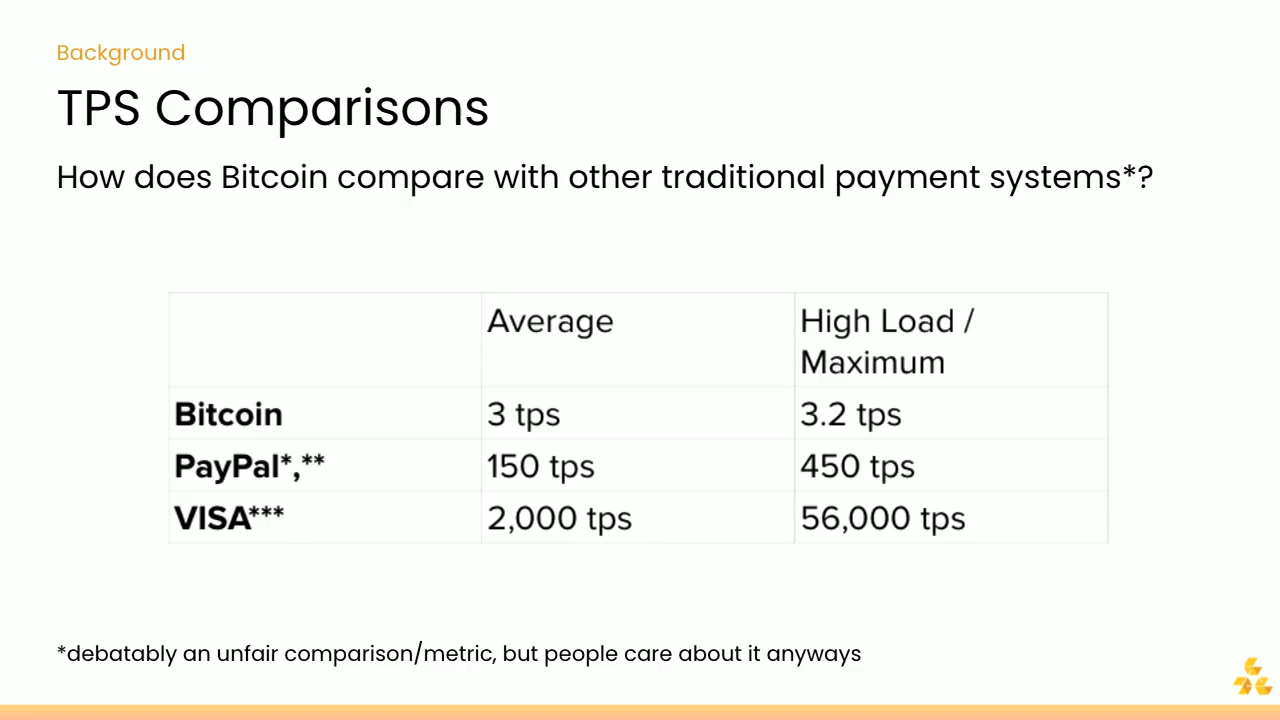 Background
TPS Comparisons
How does Bitcoin compare with other traditional payment systems*?
Average
High Load /
Maximum
Bitcoin 3 tps 3.2 tps
PayPal*,** 150 tps 450 tps
VISA*** 2,000 tps 56,000 tps
*debatably an unfair comparison/metric, but people care about it anyways